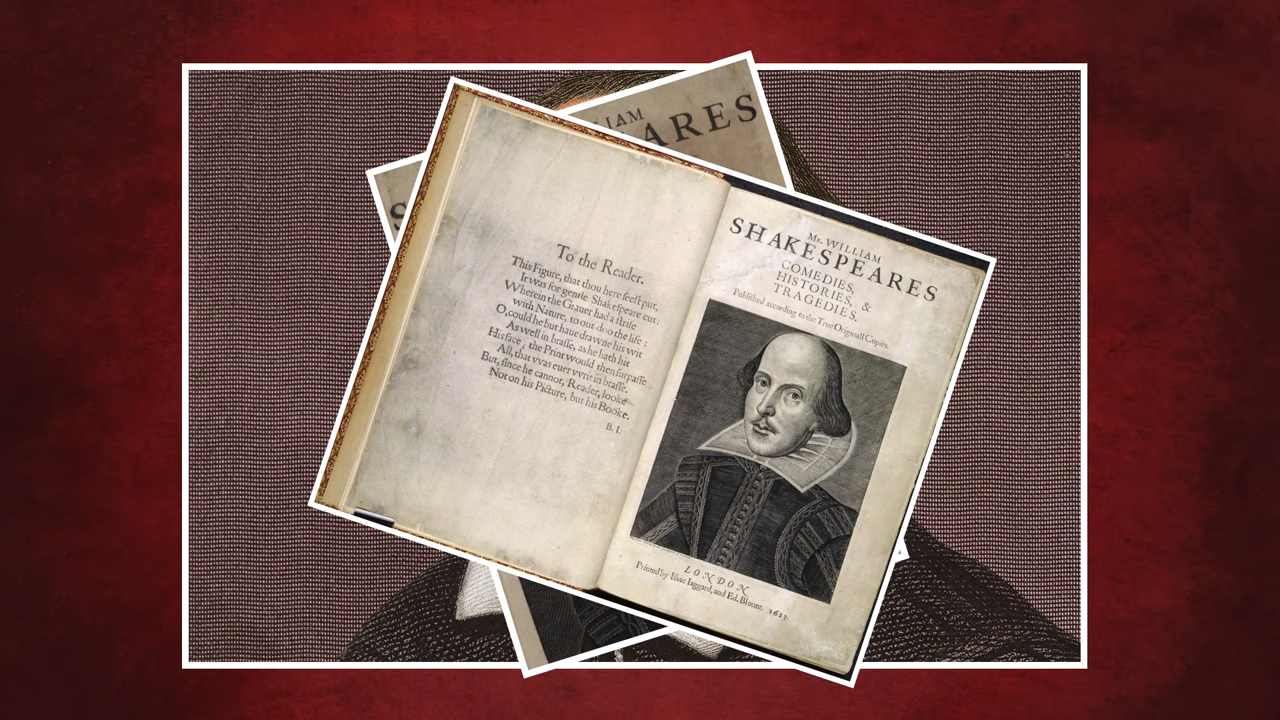 LIAM
ARES
S
To the Reader.
This Figure, that thou here seeſt put,
It was for gentle Shakeſpeare cut;
Wherein the Grauer had a ſtrife
with Nature, to out-doo the life :
O, could he but haue drawne his wit
As well in braſſe, as he hath hit
His face , the Print would then ſurpaſſe
All, that vvas euer vvrit in braſſe.
But, ſince he cannot, Reader, looke
Not on his Picture, but his Booke.
B. I.
Mr. WILLIAM
SHAKESPEARES
COMEDIES,
HISTORIES, &
TRAGEDIES.
Publiſhed according to the True Originall Copies.
LONDON
Printed by Iſaac Iaggard, and Ed. Blount. 1623.